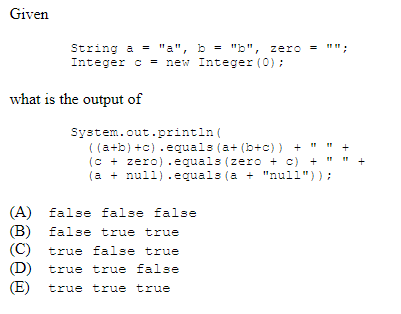 Given
String a = "a", b = "b", zero = "";
Integer c = new Integer(0);
what is the output of
System.out.println(
((a+b)+c).equals(a+(b+c)) + " " +
(c + zero).equals(zero + c) + " " +
(a + null).equals(a + "null"));
(A) false false false
(B) false true true
(C) true false true
(D) true true false
(E) true true true